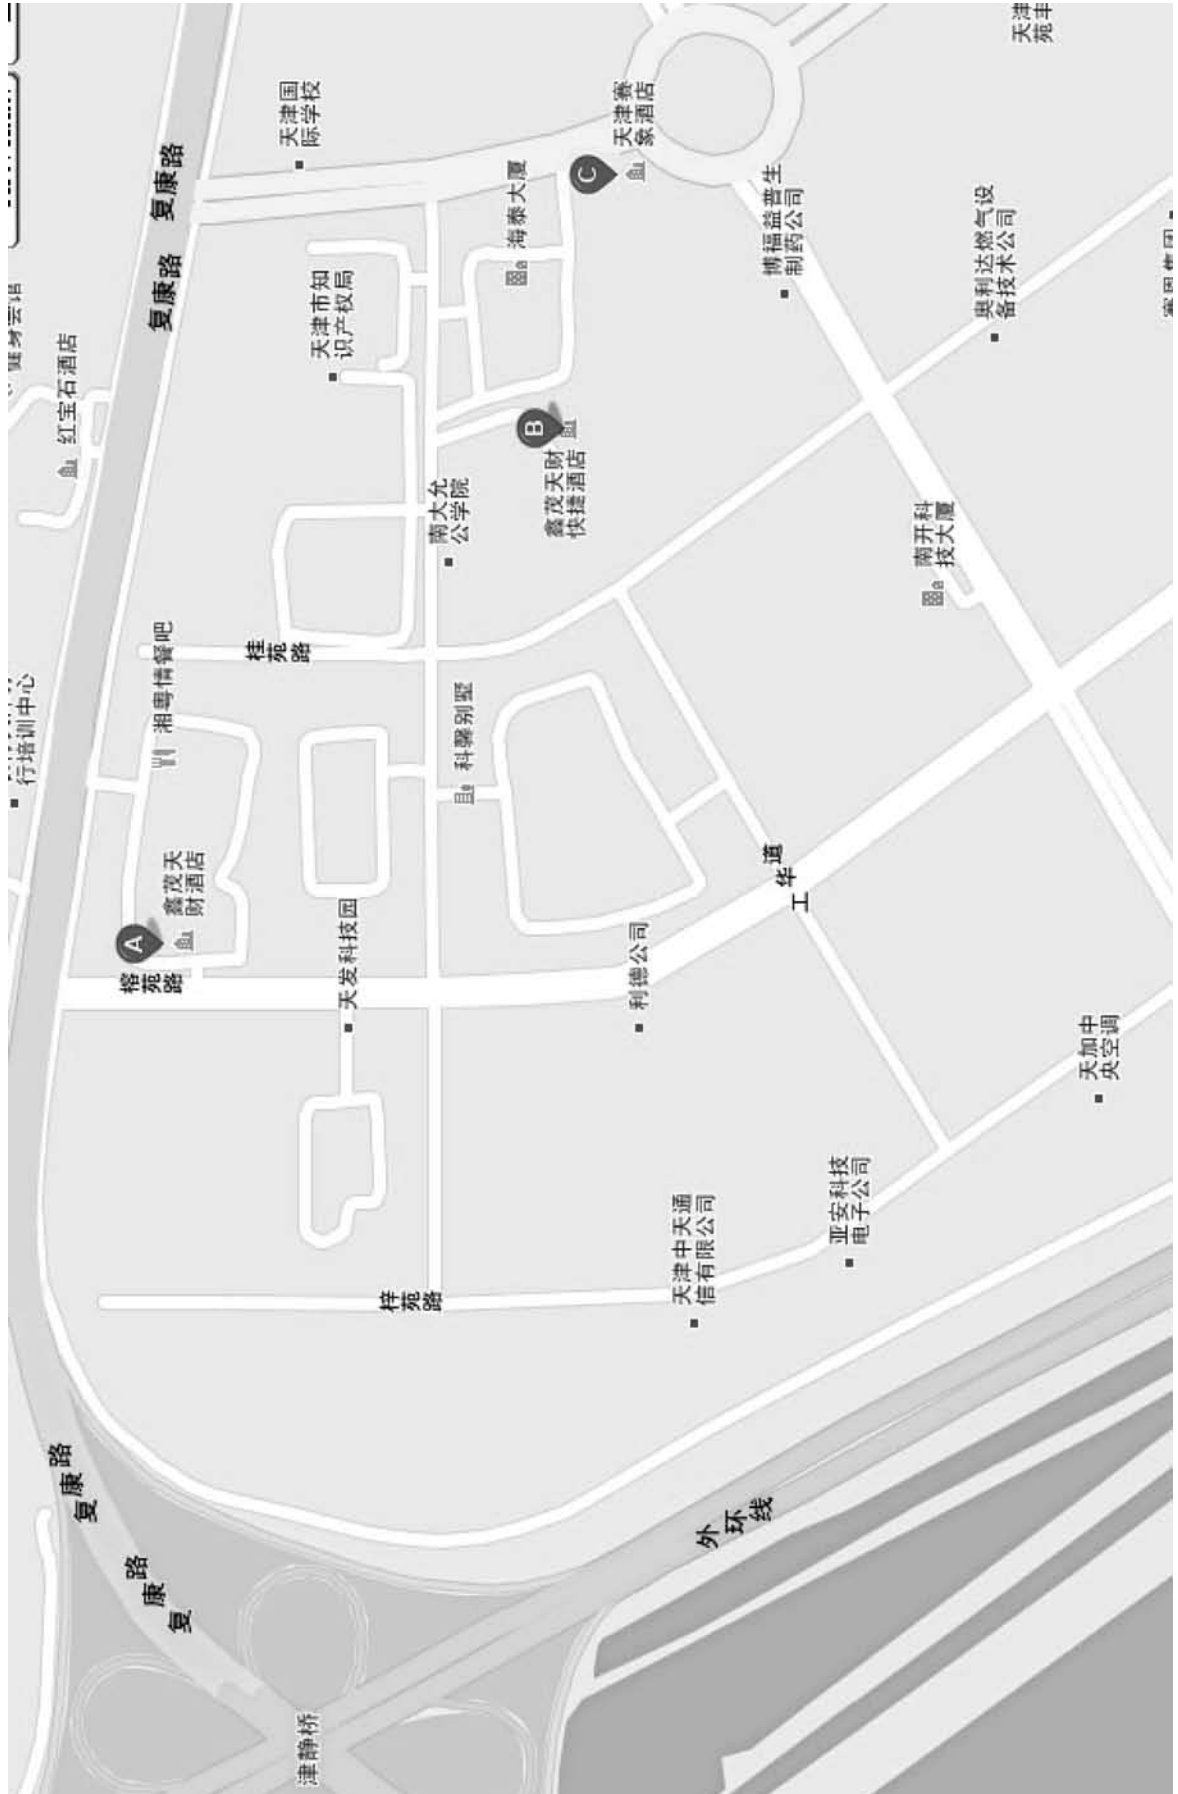 复康路
复康路
复康路
复康路
津静桥
外
环
线
行培训中心
红宝石酒店
天津国
际学校
天津市知
识产权局
海泰大厦
C
天津赛
象酒店
博福益普生
制药公司
奥利达燃气设
备技术公司
湘粤情餐吧
桂
苑
路
南大允
公学院
B
鑫茂天财
快捷酒店
南开科
技大厦
A
鑫茂天
财酒店
榕
苑
路
天发科技园
科馨别墅
利德公司
工华道
梓
苑
路
天津中天通
信有限公司
亚安科技
电子公司
天加中
央空调
天津